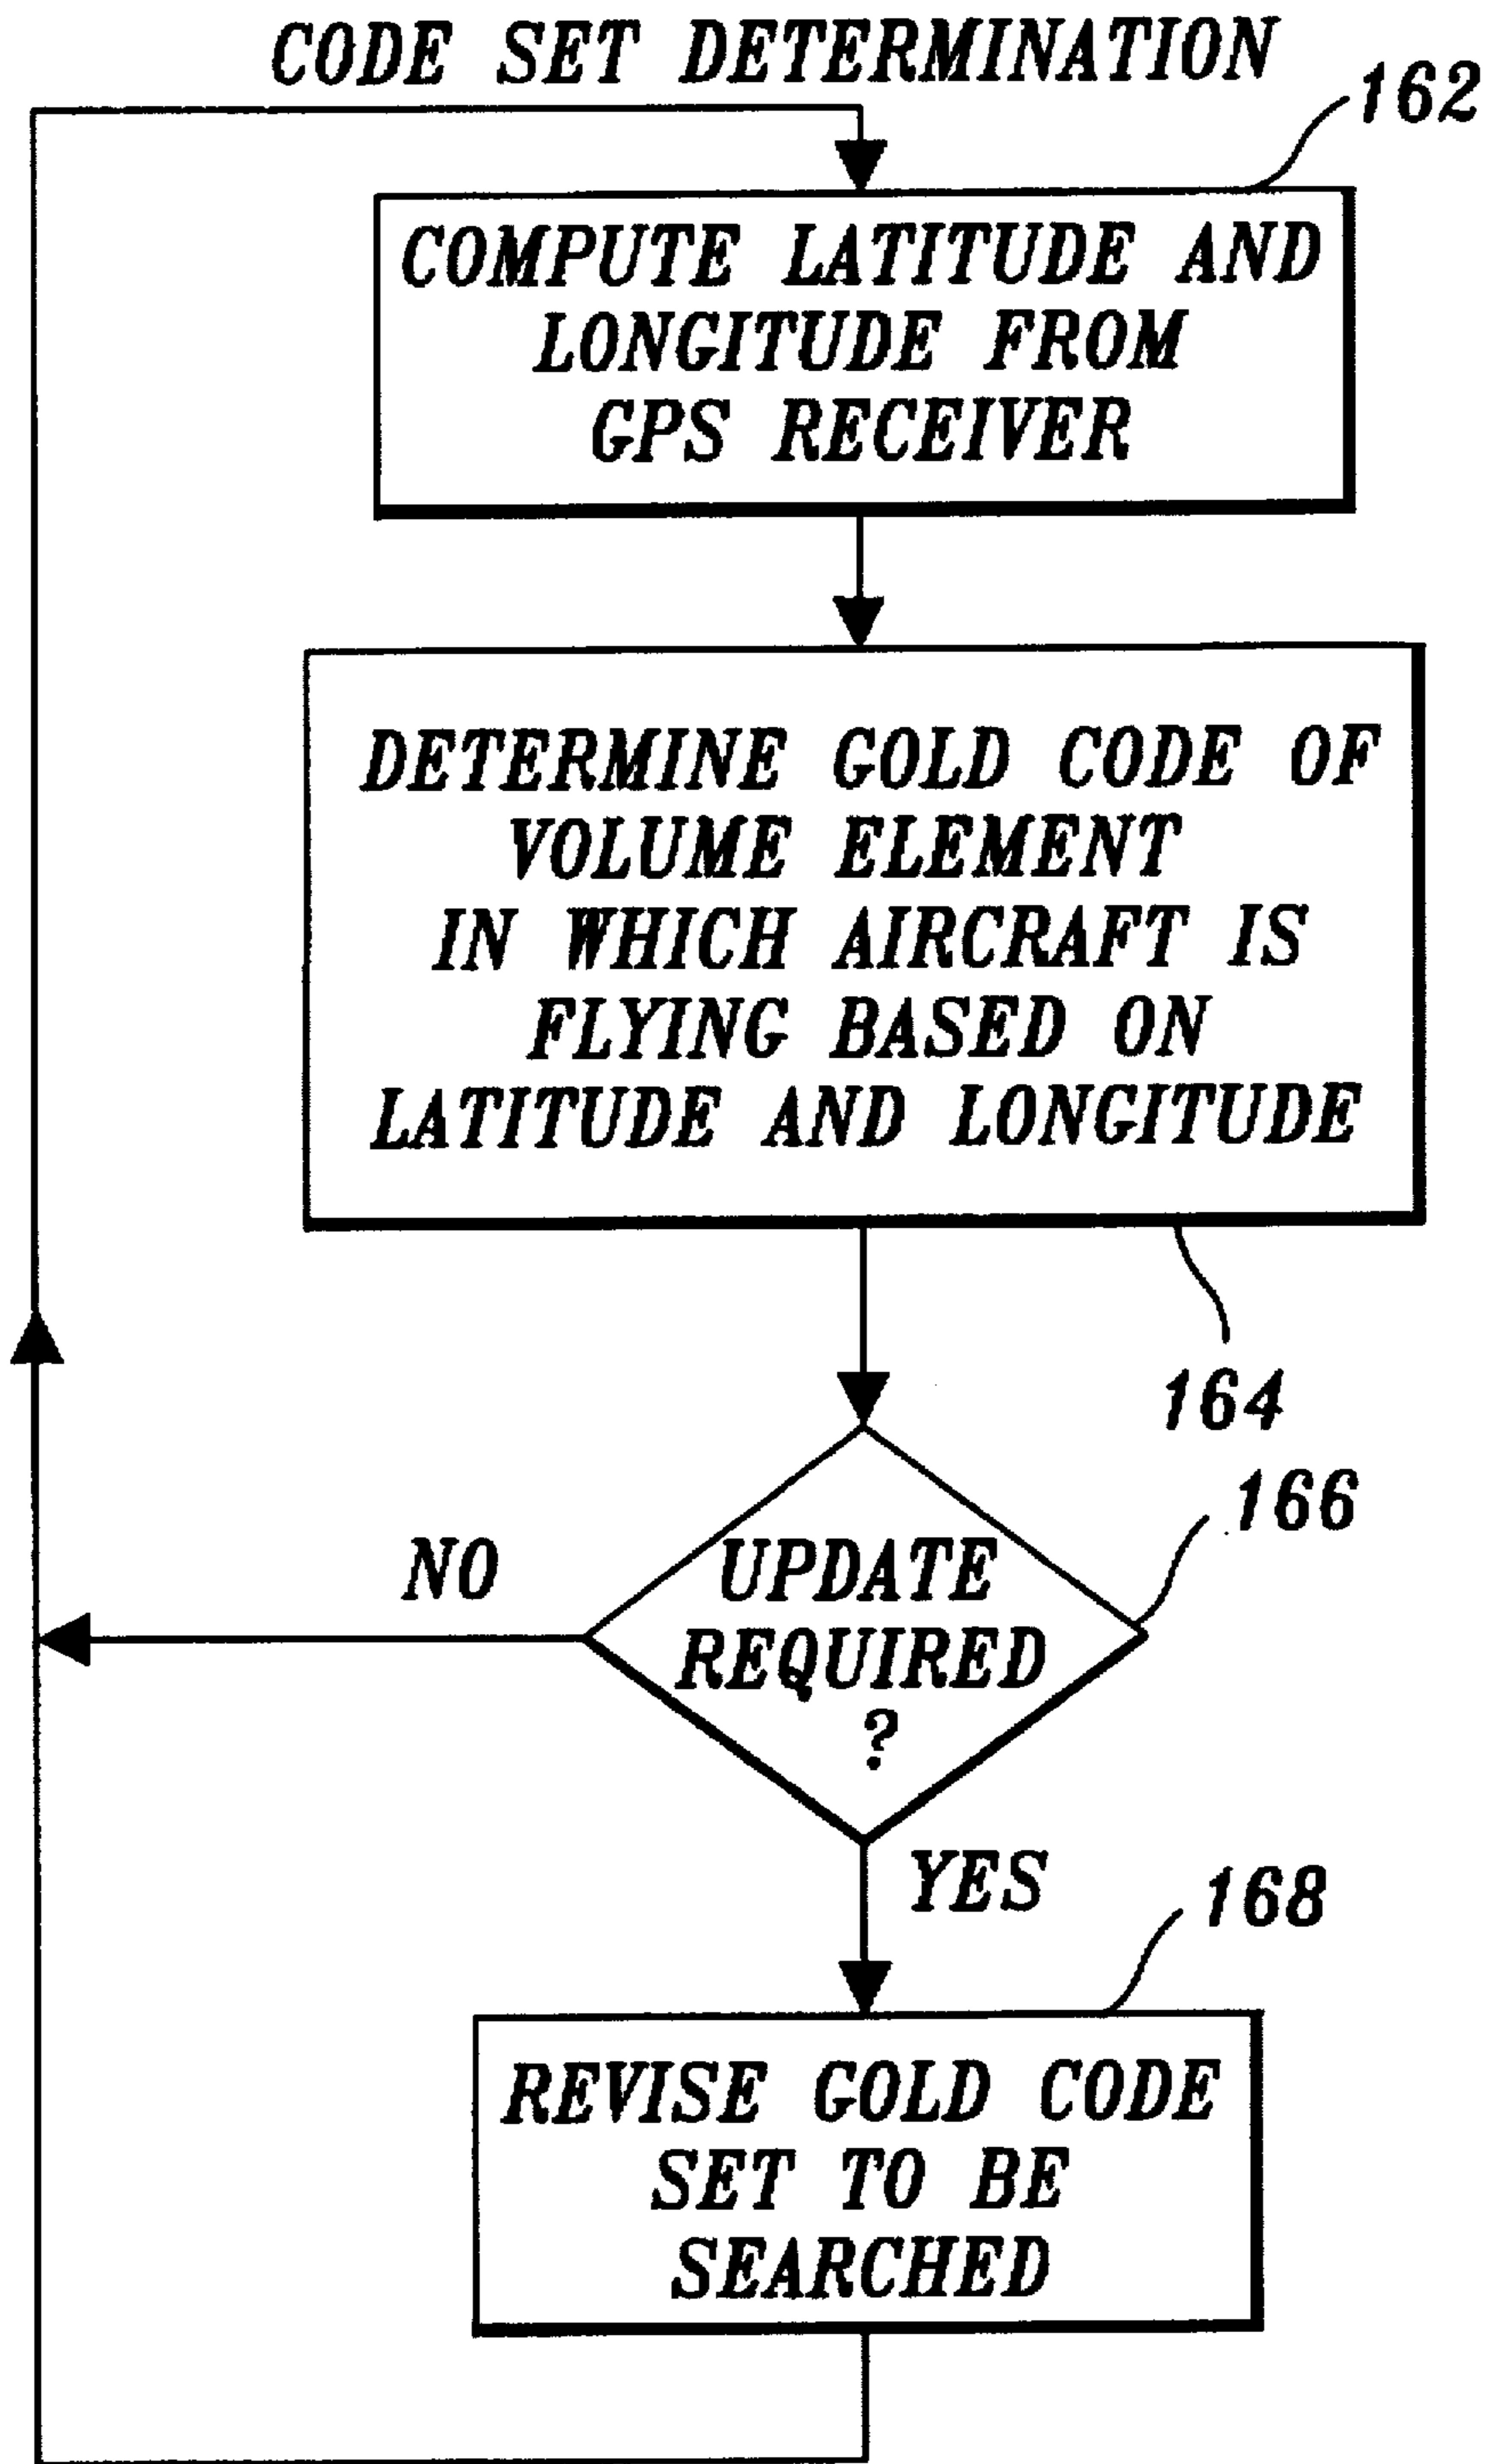 CODE SET DETERMINATION
162
COMPUTE LATITUDE AND
LONGITUDE FROM
GPS RECEIVER
DETERMINE GOLD CODE OF
VOLUME ELEMENT
IN WHICH AIRCRAFT IS
FLYING BASED ON
LATITUDE AND LONGITUDE
164
166
NO
UPDATE
REQUIRED
?
YES
168
REVISE GOLD CODE
SET TO BE
SEARCHED